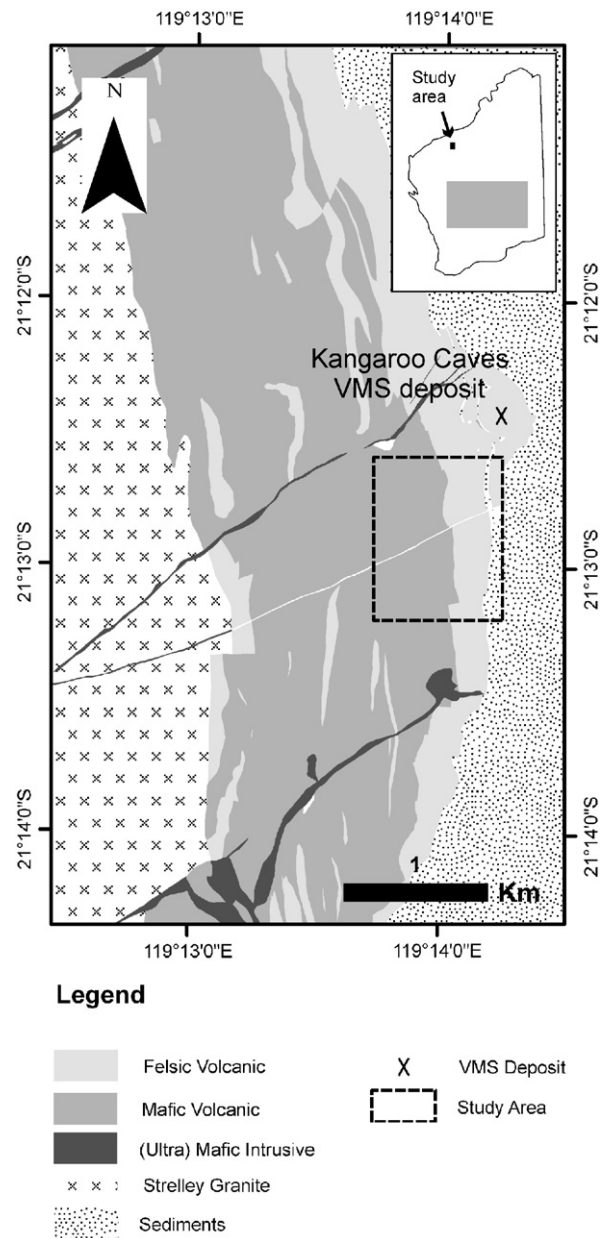 119°13'0"E
119°14'0"E
N
Study
area
21°12'0"S
21°12'0"S
Kangaroo Caves
VMS deposit
X
21°13'0"S
21°13'0"S
21°14'0"S
21°14'0"S
1
Km
119°13'0"E
119°14'0"E
Legend
Felsic Volcanic
X VMS Deposit
Mafic Volcanic
Study Area
(Ultra) Mafic Intrusive
Strelley Granite
Sediments